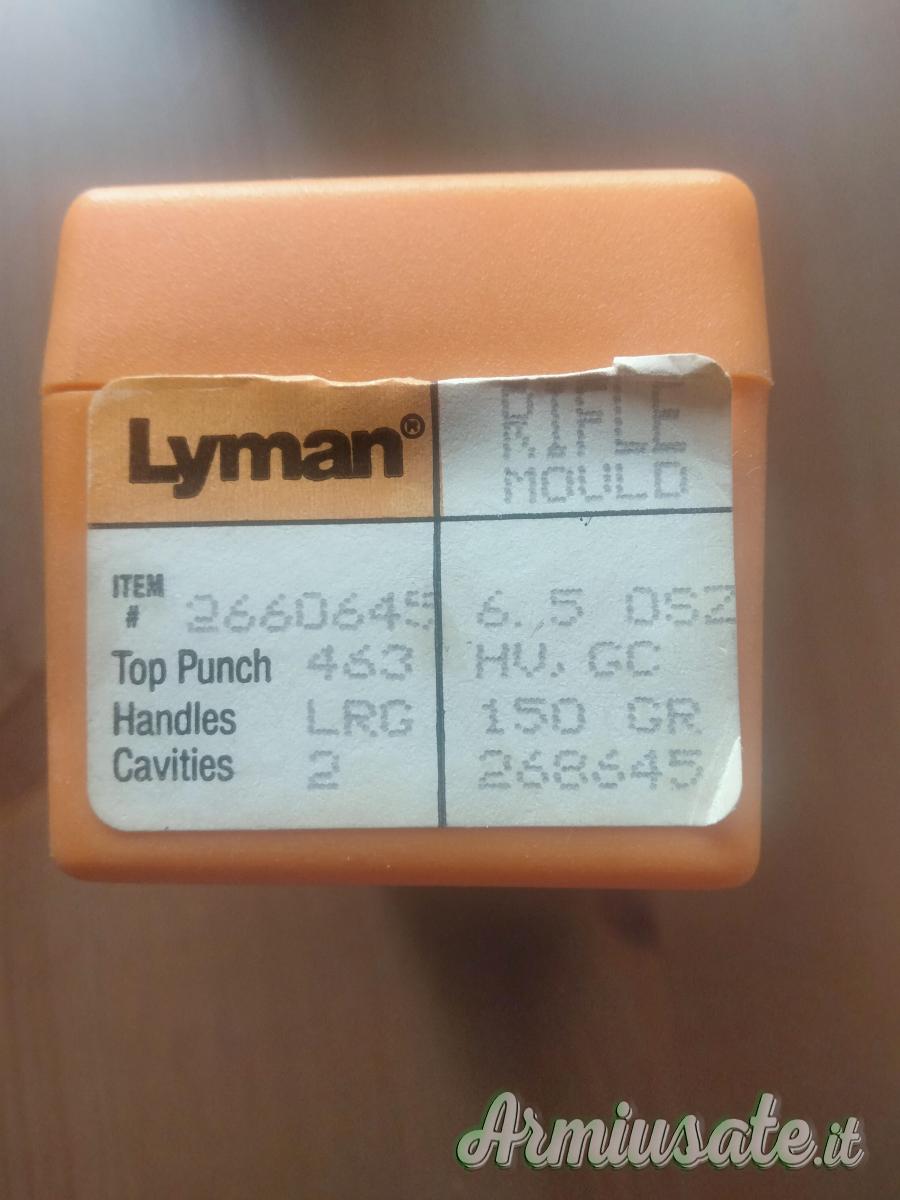 Lyman®
RIFLE
MOULD
ITEM
#
2660645
6.5 OSZ
Top Punch 463
HV. GC
Handles LRG
150 GR
Cavities 2
268645
Armiusate.it